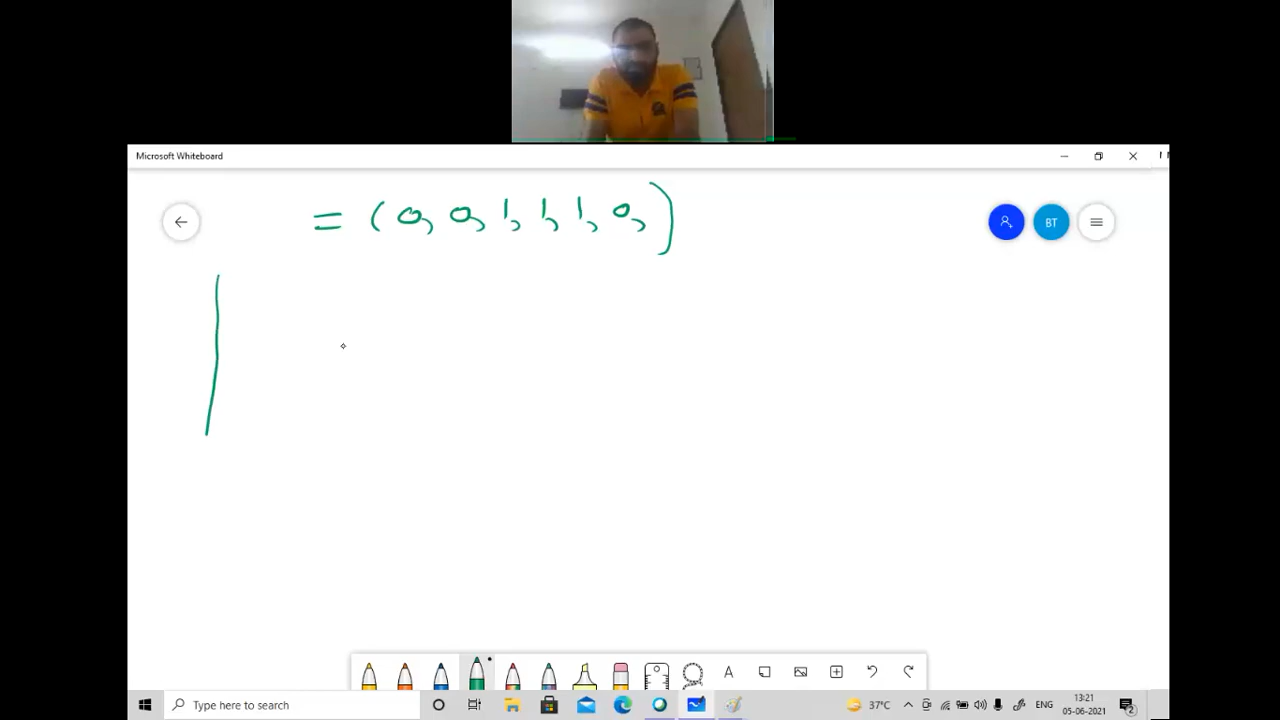 Microsoft Whiteboard
= (0, 0, 1, 1, 1, 0,)
BT
A
Type here to search
37°C
ENG
13:21
05-06-2021
2